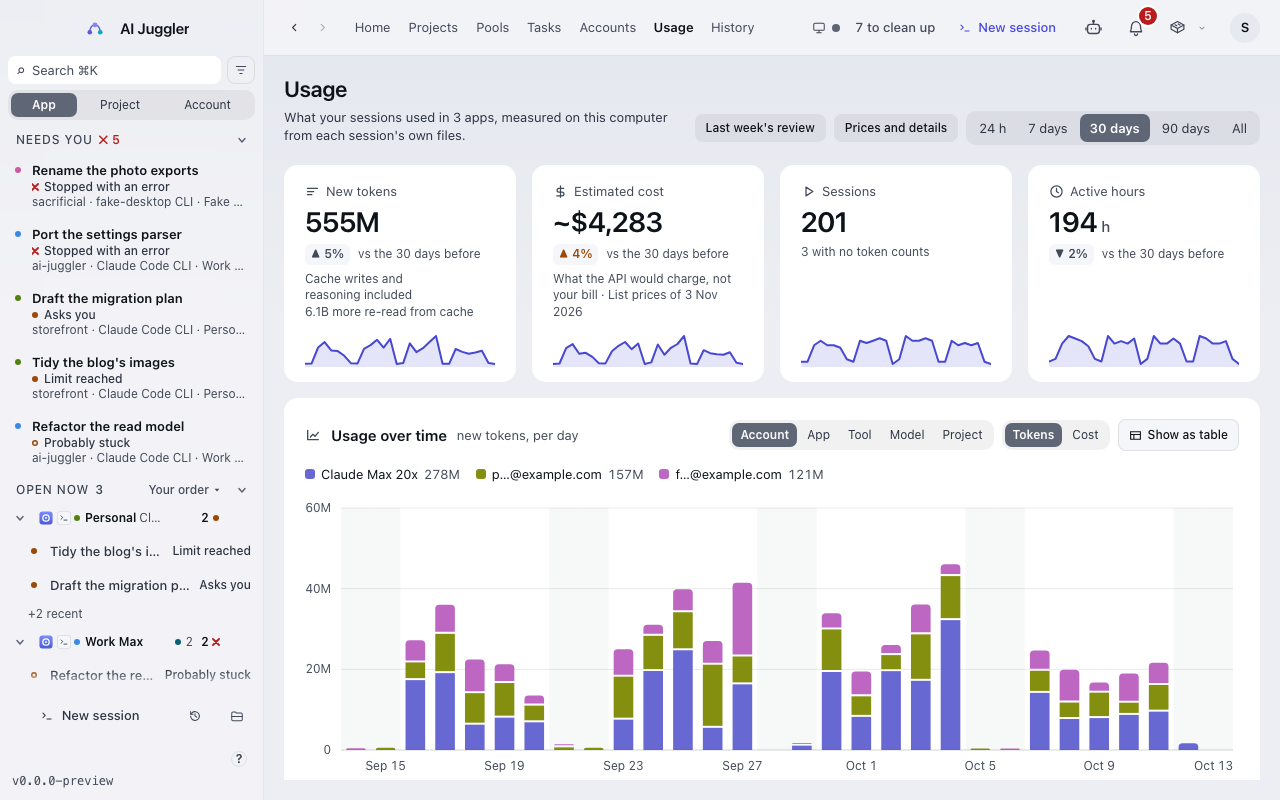 AI Juggler
Search ⌘K
App
Project
Account
NEEDS YOU 5
Rename the photo exports
Stopped with an error
sacrificial · fake-desktop CLI · Fake ...
Port the settings parser
Stopped with an error
ai-juggler · Claude Code CLI · Work ...
Draft the migration plan
Asks you
storefront · Claude Code CLI · Perso...
Tidy the blog's images
Limit reached
storefront · Claude Code CLI · Perso...
Refactor the read model
Probably stuck
ai-juggler · Claude Code CLI · Work ...
OPEN NOW 3
Your order
Personal Cl...
2
Tidy the blog's i...
Limit reached
Draft the migration p...
Asks you
+2 recent
Work Max
2
2
Refactor the re...
Probably stuck
New session
?
v0.0.0-preview
Home
Projects
Pools
Tasks
Accounts
Usage
History
7 to clean up
New session
5
S
Usage
What your sessions used in 3 apps, measured on this computer
from each session's own files.
Last week's review
Prices and details
24 h
7 days
30 days
90 days
All
New tokens
555M
▲ 5%
vs the 30 days before
Cache writes and
reasoning included
6.1B more re-read from cache
Estimated cost
~$4,283
▲ 4%
vs the 30 days before
What the API would charge, not
your bill · List prices of 3 Nov
2026
Sessions
201
3 with no token counts
Active hours
194 h
▼ 2%
vs the 30 days before
Usage over time
new tokens, per day
Account
App
Tool
Model
Project
Tokens
Cost
Show as table
Claude Max 20x 278M
p...@example.com 157M
f...@example.com 121M
60M
40M
20M
0
Sep 15
Sep 19
Sep 23
Sep 27
Oct 1
Oct 5
Oct 9
Oct 13